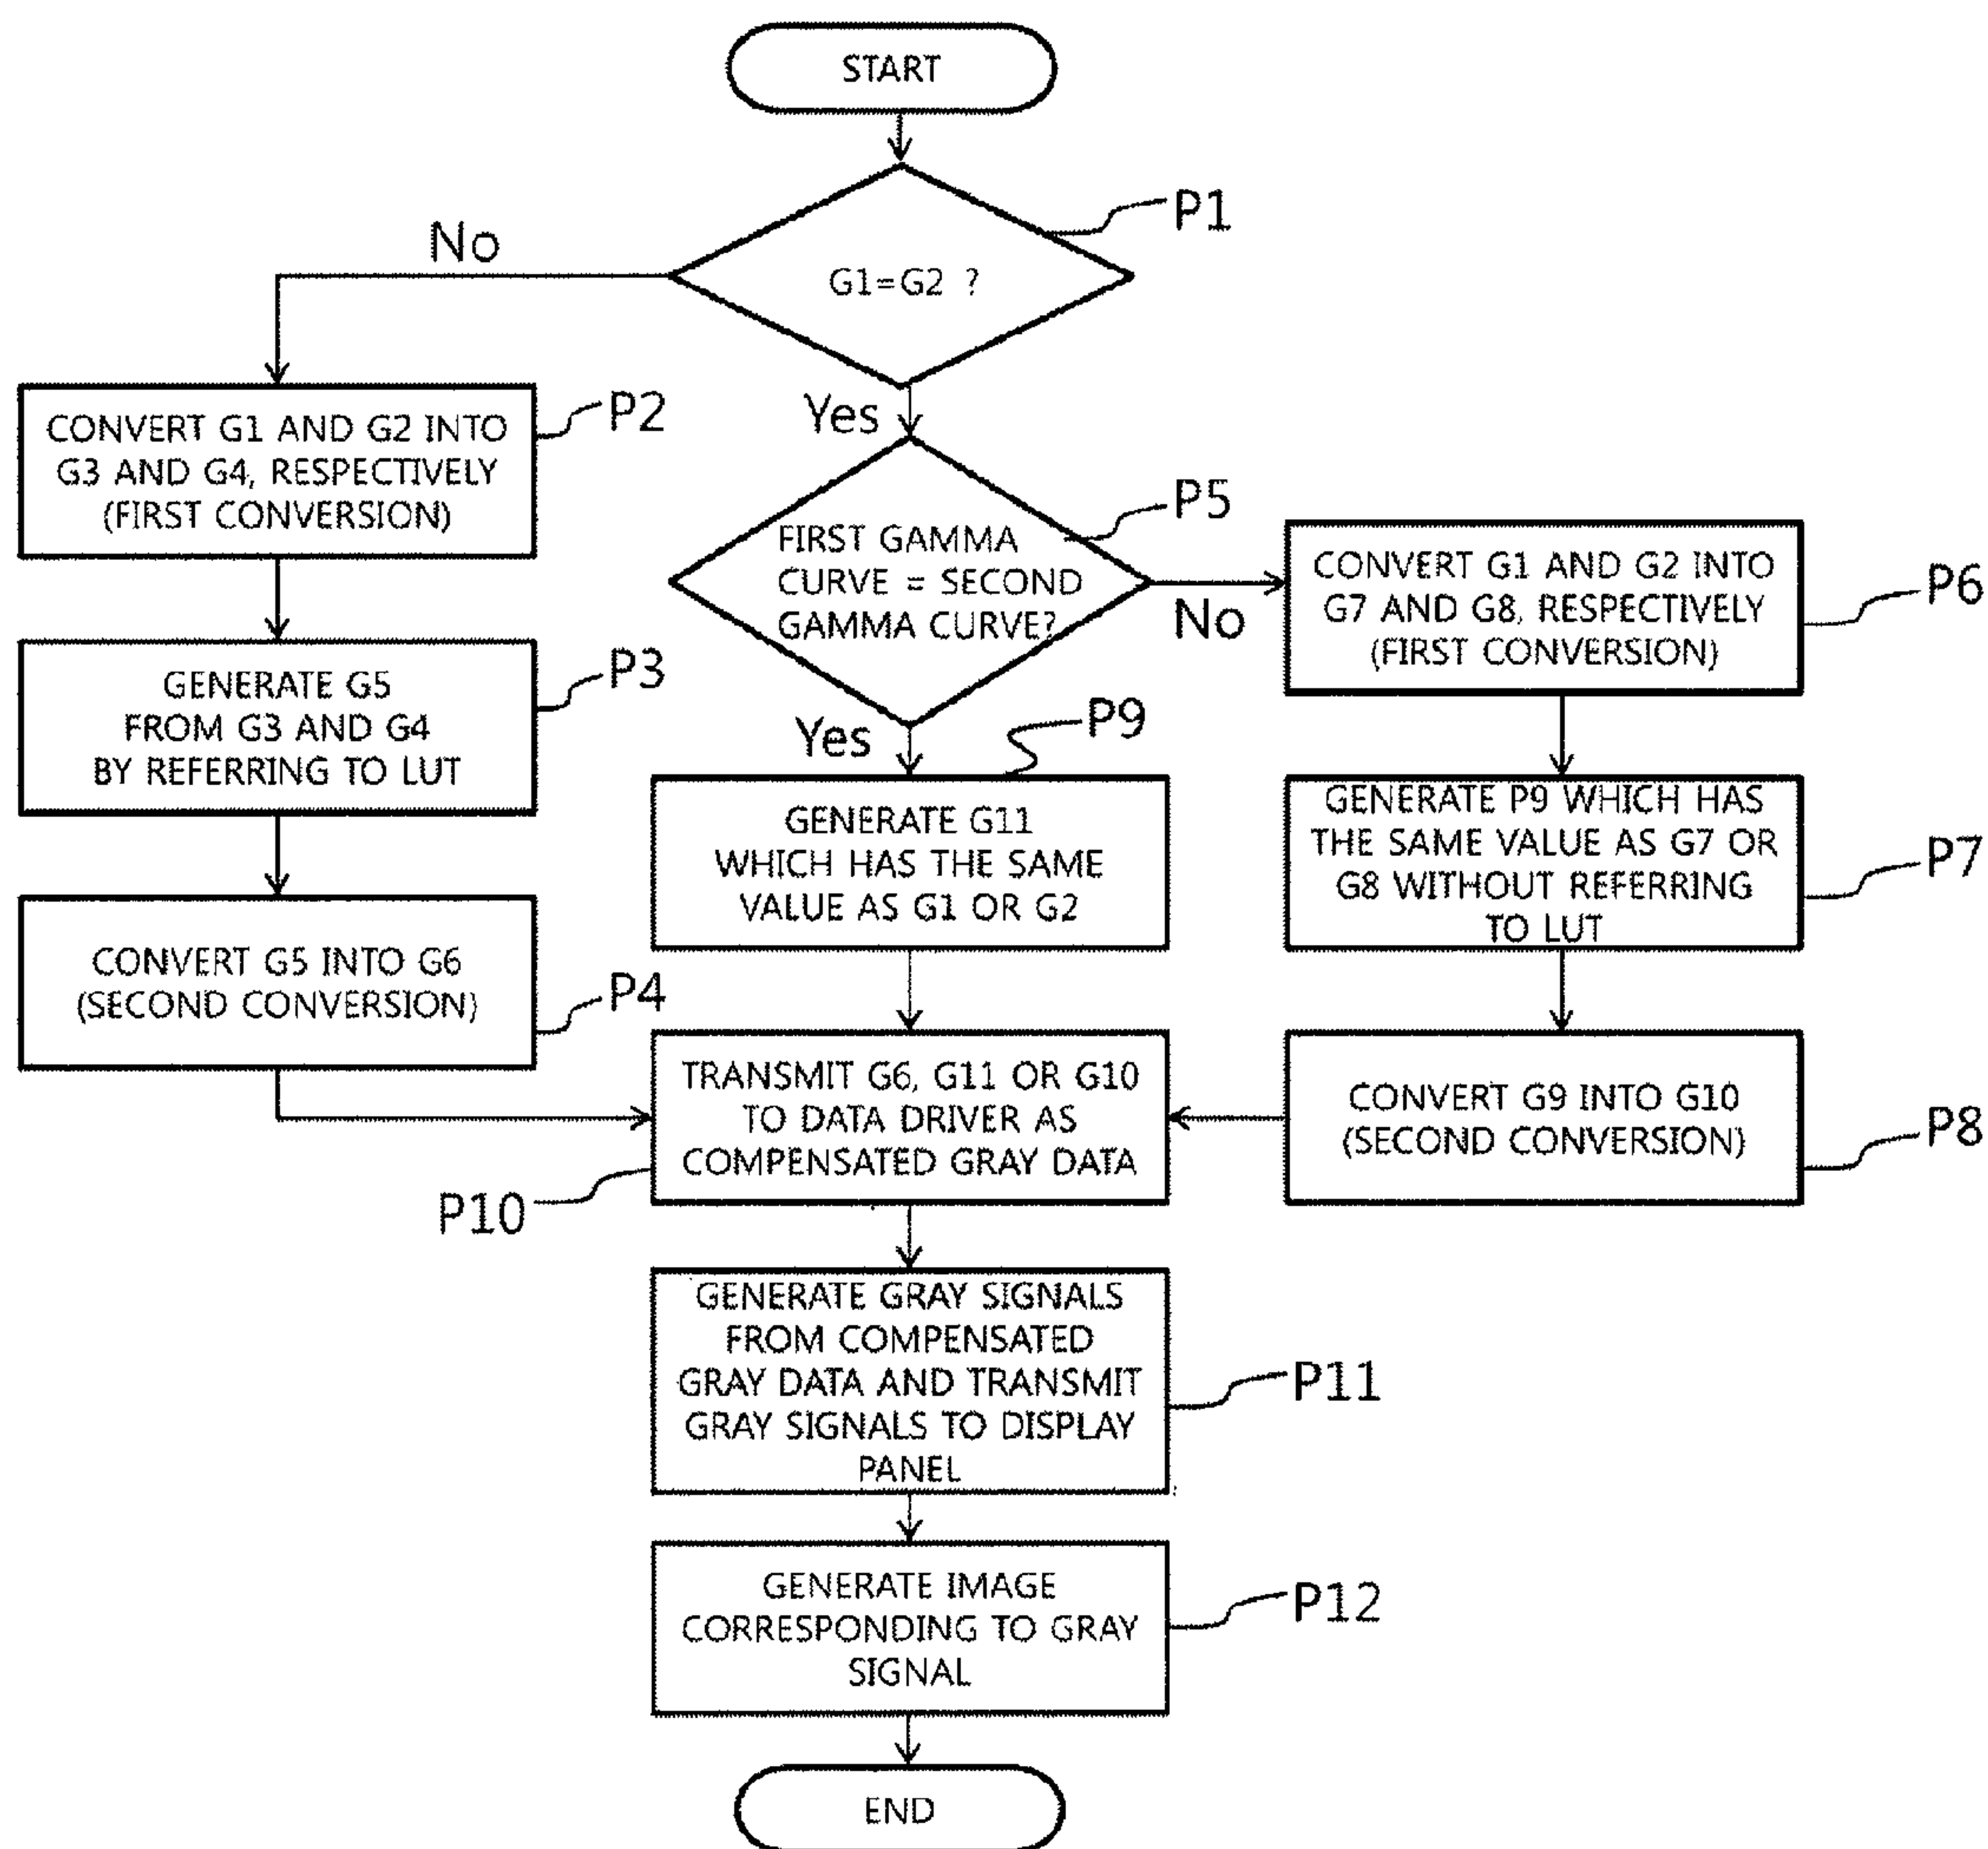 START
P1
No
G1=G2 ?
Yes
P2
CONVERT G1 AND G2 INTO
G3 AND G4, RESPECTIVELY
(FIRST CONVERSION)
P5
FIRST GAMMA
CURVE = SECOND
GAMMA CURVE?
No
Yes
CONVERT G1 AND G2 INTO
G7 AND G8, RESPECTIVELY
(FIRST CONVERSION)
P6
GENERATE G5
FROM G3 AND G4
BY REFERRING TO LUT
P3
P9
GENERATE G11
WHICH HAS THE SAME
VALUE AS G1 OR G2
GENERATE P9 WHICH HAS
THE SAME VALUE AS G7 OR
G8 WITHOUT REFERRING
TO LUT
P7
CONVERT G5 INTO G6
(SECOND CONVERSION)
P4
TRANSMIT G6, G11 OR G10
TO DATA DRIVER AS
COMPENSATED GRAY DATA
P10
CONVERT G9 INTO G10
(SECOND CONVERSION)
P8
GENERATE GRAY SIGNALS
FROM COMPENSATED
GRAY DATA AND TRANSMIT
GRAY SIGNALS TO DISPLAY
PANEL
P11
GENERATE IMAGE
CORRESPONDING TO GRAY
SIGNAL
P12
END